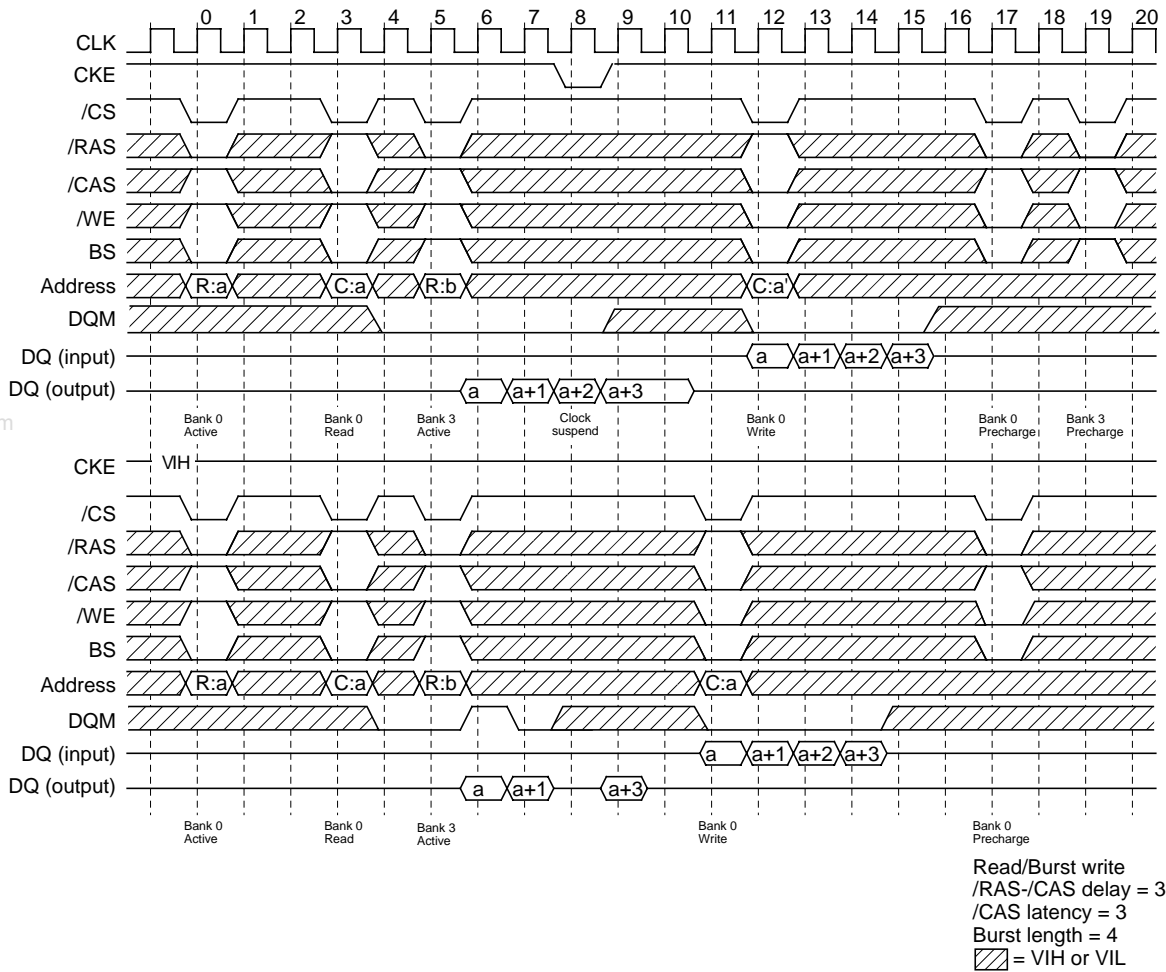 0 1 2 3 4 5 6 7 8 9 10 11 12 13 14 15 16 17 18 19 20
CLK
CKE
/CS
/RAS
/CAS
/WE
BS
Address R:a C:a R:b C:a'
DQM
DQ (input) a a+1 a+2 a+3
DQ (output) a a+1 a+2 a+3
m
Bank 0 Bank 0 Bank 3 Clock Bank 0 Bank 0 Bank 3
Active Read Active suspend Write Precharge Precharge
CKE VIH
/CS
/RAS
/CAS
/WE
BS
Address R:a C:a R:b C:a
DQM
DQ (input) a a+1 a+2 a+3
DQ (output) a a+1 a+3
Bank 0 Bank 0 Bank 3 Bank 0 Bank 0
Active Read Active Write Precharge
Read/Burst write
/RAS-/CAS delay = 3
/CAS latency = 3
Burst length = 4
= VIH or VIL